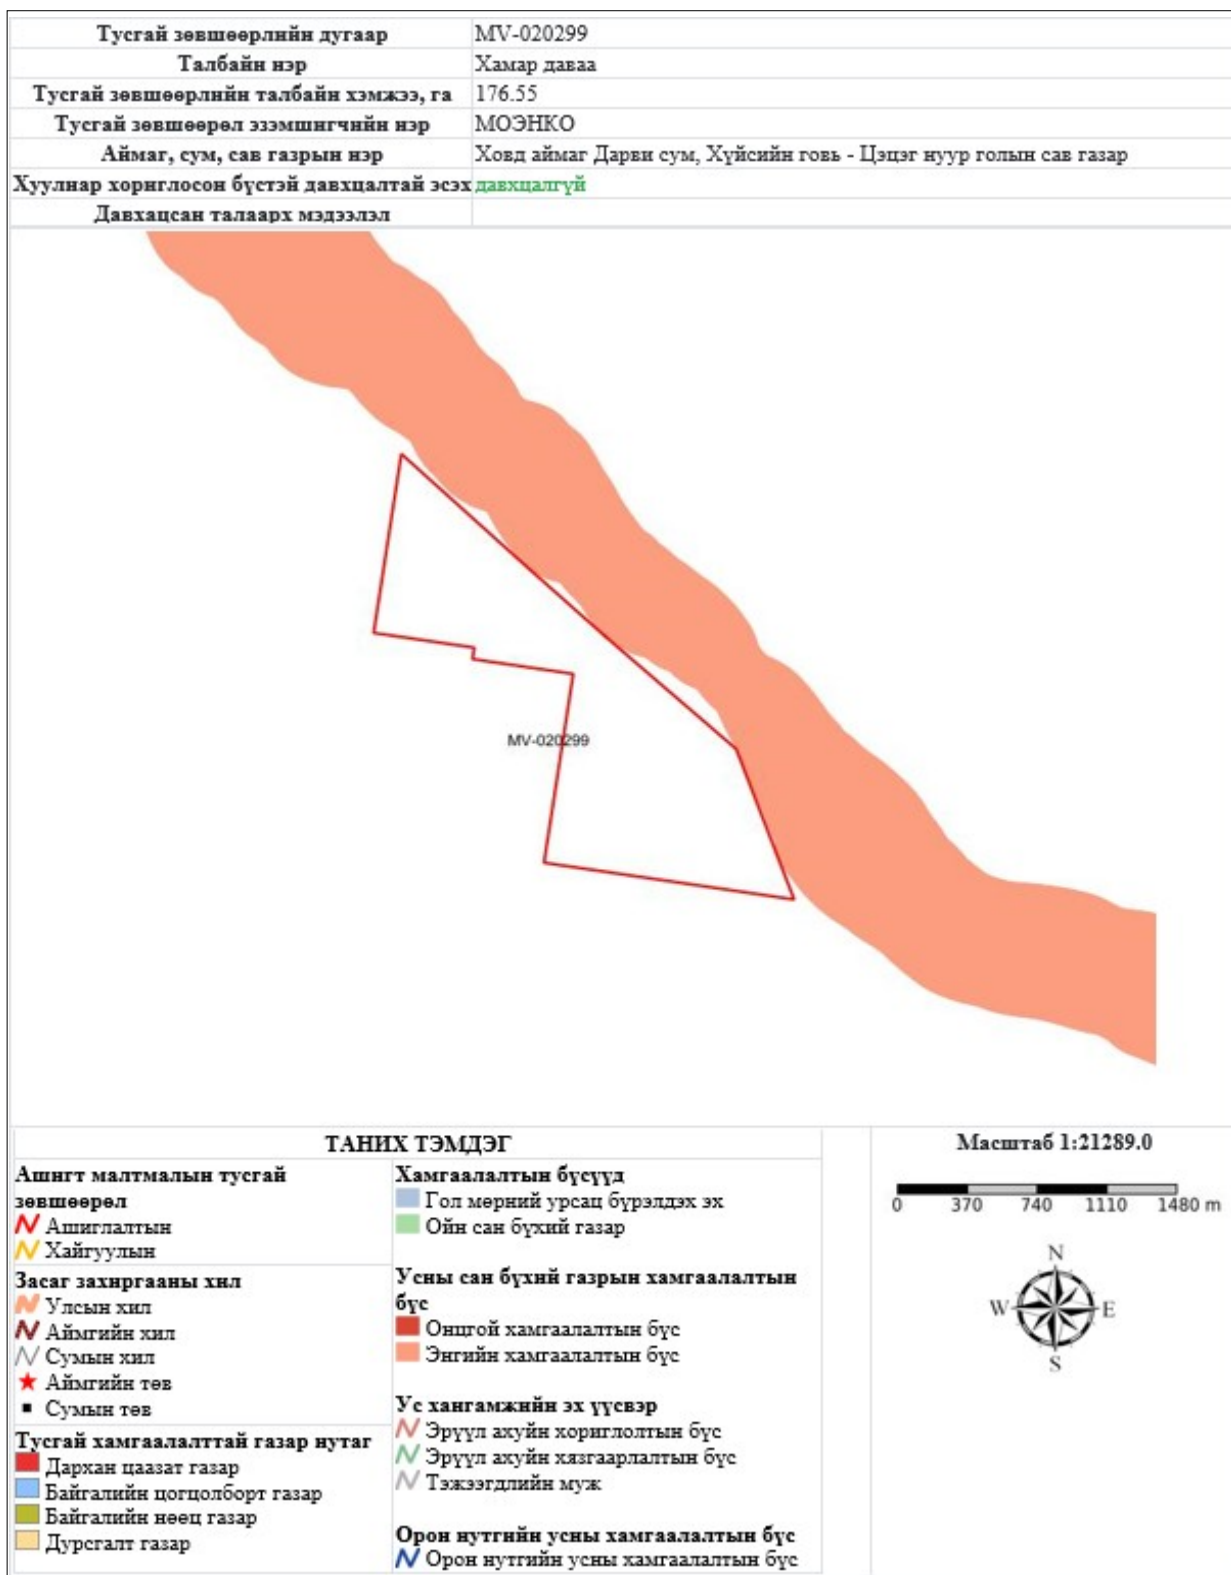 Тусгай зөвшөөрлийн дугаар MV-020299
Талбайн нэр Хамар даваа
Тусгай зөвшөөрлийн талбайн хэмжээ, га 176.55
Тусгай зөвшөөрөл эзэмшигчийн нэр МОЭНКО
Аймаг, сум, сав газрын нэр Ховд аймаг Дарви сум, Хүйсийн говь - Цэцэг нуур голын сав газар
Хуулиар хориглосон бүстэй давхцалтай эсэх давхцалгүй
Давхацсан талаарх мэдээлэл
MV-020299
ТАНИХ ТЭМДЭГ
Ашигт малтмалын тусгай
зөвшөөрөл
Ашиглалтын
Хайгуулын
Засаг захиргааны хил
Улсын хил
Аймгийн хил
Сумын хил
Аймгийн төв
Сумын төв
Тусгай хамгаалалттай газар нутаг
Дархан цаазат газар
Байгалийн цогцолборт газар
Байгалийн нөөц газар
Дурсгалт газар
Хамгаалалтын бүсүүд
Гол мөрний урсац бүрэлдэх эх
Ойн сан бүхий газар
Усны сан бүхий газрын хамгаалалтын
бүс
Онцгой хамгаалалтын бүс
Энгийн хамгаалалтын бүс
Ус хангамжийн эх үүсвэр
Эрүүл ахуйн хориглолтын бүс
Эрүүл ахуйн хязгаарлалтын бүс
Тэжээгдлийн муж
Орон нутгийн усны хамгаалалтын бүс
Орон нутгийн усны хамгаалалтын бүс
Масштаб 1:21289.0
0 370 740 1110 1480 m
N
W E
S